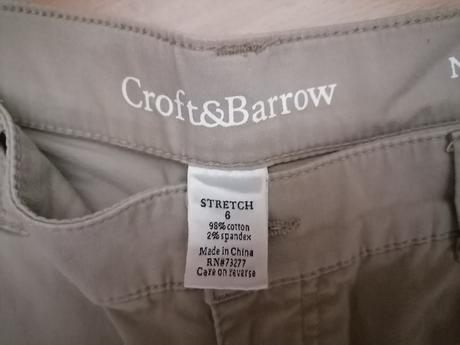 Croft&Barrow
N
STRETCH
6
98% cotton
2% spandex
Made in China
RN#73277
Care on reverse